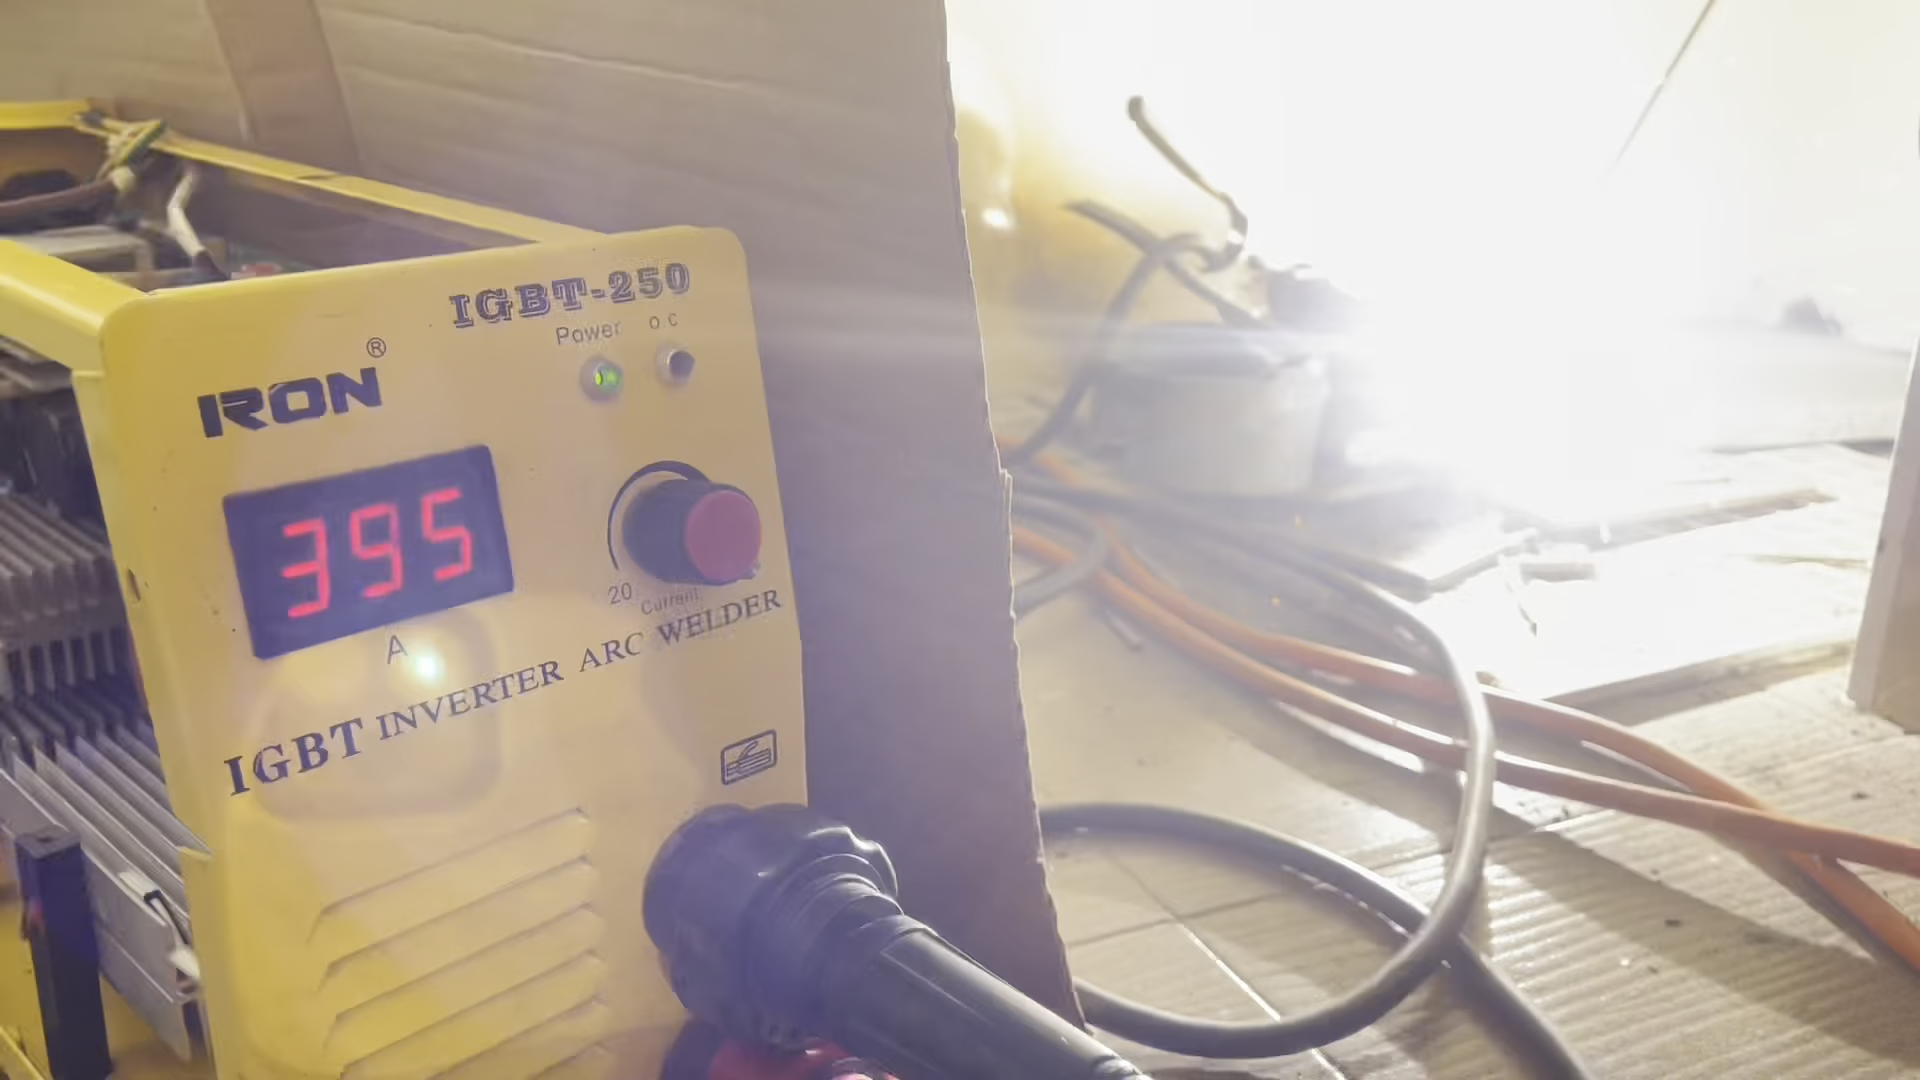 IGBT-250
Power O.C
IRON®
395
A
20
Current
IGBT INVERTER ARC WELDER